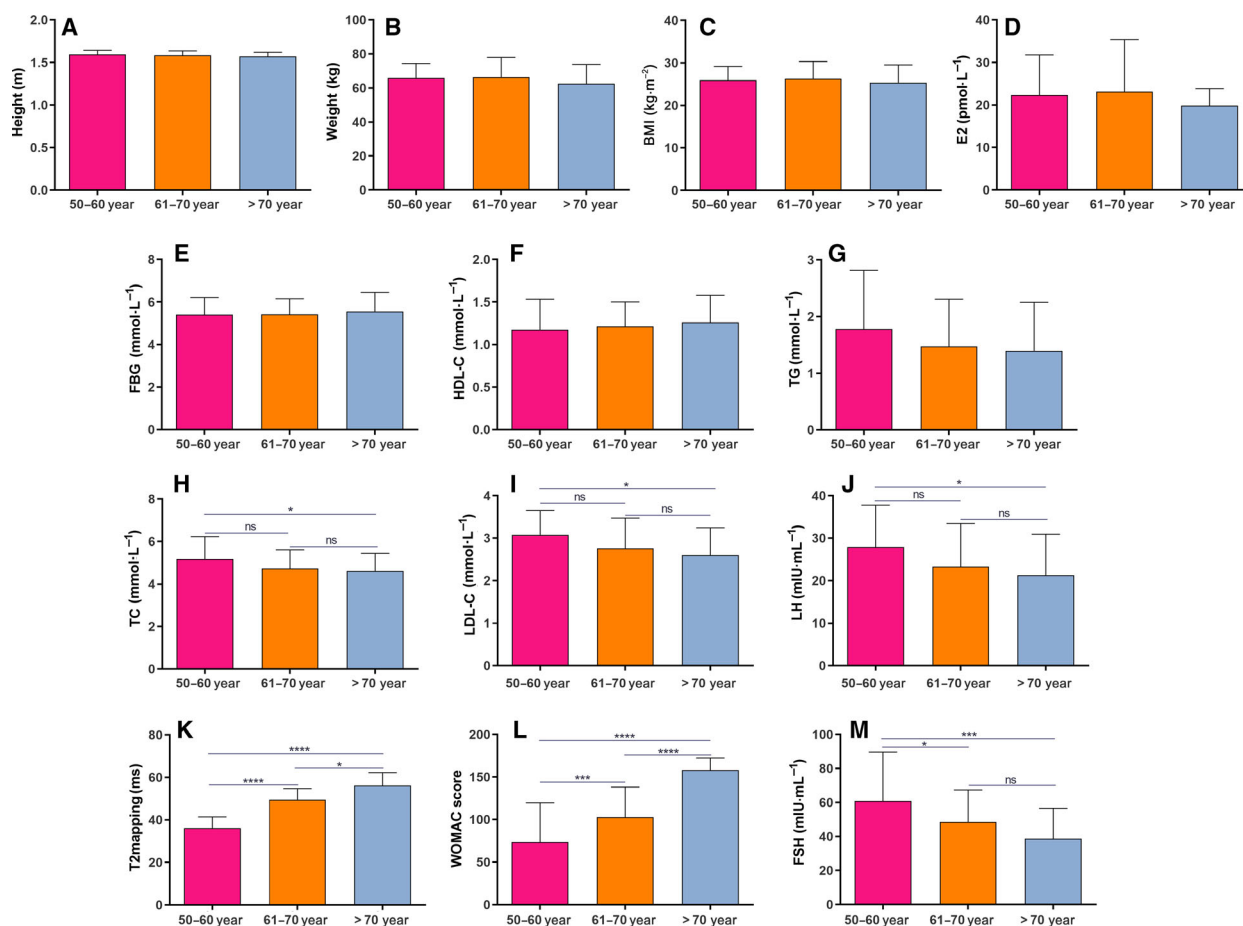 A
Height (m)
2.0
1.5
1.0
0.5
0.0
50–60 year 61–70 year > 70 year
B
Weight (kg)
100
80
60
40
20
0
50–60 year 61–70 year > 70 year
C
BMI (kg·m⁻²)
40
30
20
10
0
50–60 year 61–70 year > 70 year
D
E2 (pmol·L⁻¹)
40
30
20
10
0
50–60 year 61–70 year > 70 year
E
FBG (mmol·L⁻¹)
8
6
4
2
0
50–60 year 61–70 year > 70 year
F
HDL-C (mmol·L⁻¹)
2.0
1.5
1.0
0.5
0.0
50–60 year 61–70 year > 70 year
G
TG (mmol·L⁻¹)
3
2
1
0
50–60 year 61–70 year > 70 year
H
TC (mmol·L⁻¹)
8
6
4
2
0
*
ns
ns
50–60 year 61–70 year > 70 year
I
LDL-C (mmol·L⁻¹)
4
3
2
1
0
*
ns
ns
50–60 year 61–70 year > 70 year
J
LH (mIU·mL⁻¹)
40
30
20
10
0
*
ns
ns
50–60 year 61–70 year > 70 year
K
T2mapping (ms)
80
60
40
20
0
****
*
****
50–60 year 61–70 year > 70 year
L
WOMAC score
200
150
100
50
0
****
****
***
50–60 year 61–70 year > 70 year
M
FSH (mIU·mL⁻¹)
100
80
60
40
20
0
***
*
ns
50–60 year 61–70 year > 70 year